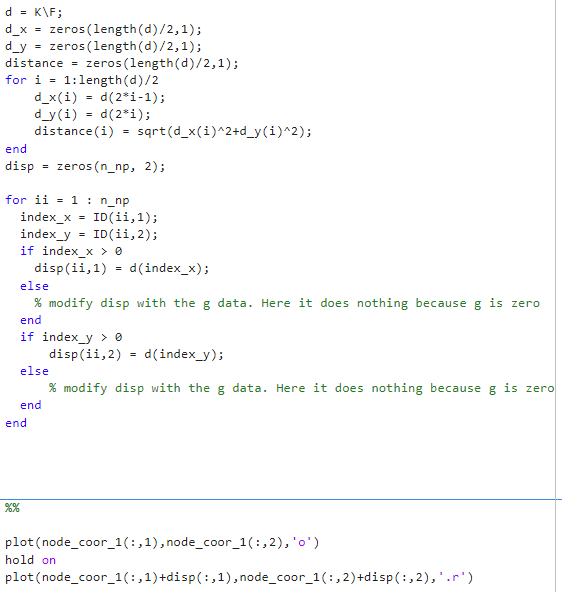 d = K\F;
d_x = zeros(length(d)/2,1);
d_y = zeros(length(d)/2,1);
distance = zeros(length(d)/2,1);
for i = 1:length(d)/2
    d_x(i) = d(2*i-1);
    d_y(i) = d(2*i);
    distance(i) = sqrt(d_x(i)^2+d_y(i)^2);
end
disp = zeros(n_np, 2);
for ii = 1 : n_np
  index_x = ID(ii,1);
  index_y = ID(ii,2);
  if index_x > 0
    disp(ii,1) = d(index_x);
  else
    % modify disp with the g data. Here it does nothing because g is zero
  end
  if index_y > 0
      disp(ii,2) = d(index_y);
  else
      % modify disp with the g data. Here it does nothing because g is zero
  end
end
%%
plot(node_coor_1(:,1),node_coor_1(:,2),'o')
hold on
plot(node_coor_1(:,1)+disp(:,1),node_coor_1(:,2)+disp(:,2),'.r')